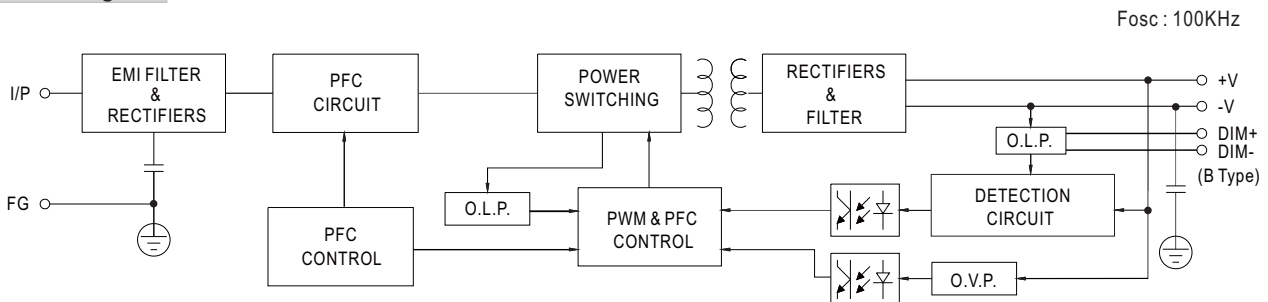 Fosc : 100KHz
I/P
EMI FILTER
&
RECTIFIERS
PFC
CIRCUIT
POWER
SWITCHING
RECTIFIERS
&
FILTER
+V
-V
DIM+
DIM-
(B Type)
O.L.P.
FG
O.L.P.
PFC
CONTROL
PWM & PFC
CONTROL
DETECTION
CIRCUIT
O.V.P.